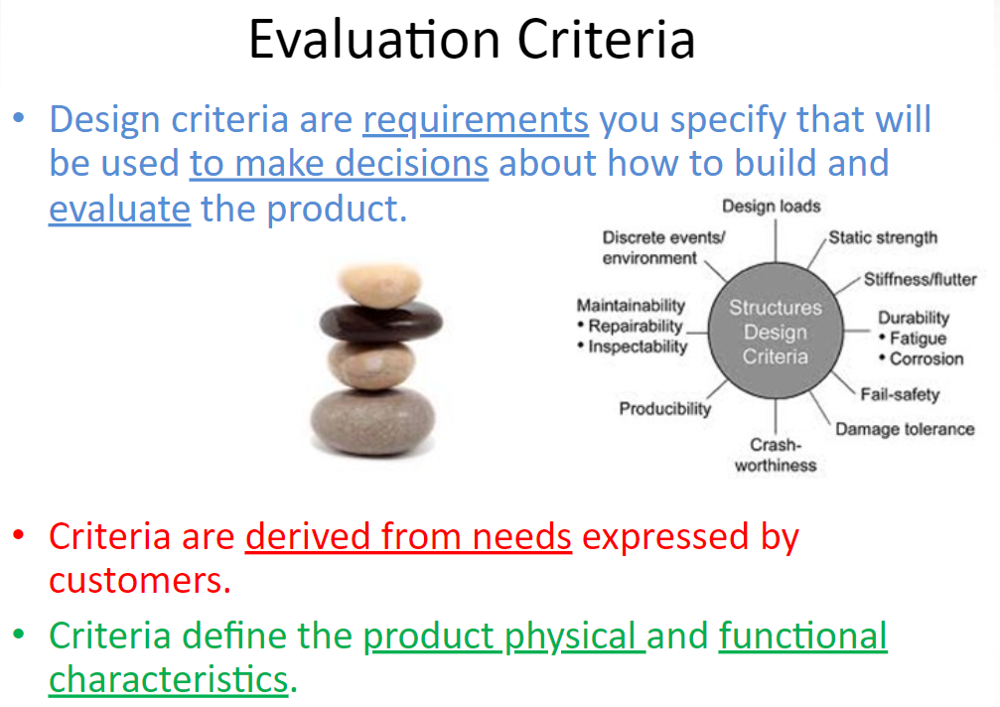 Evaluation Criteria
• Design criteria are requirements you specify that will
be used to make decisions about how to build and
evaluate the product.
Design loads
Discrete events/
environment
Static strength
Stiffness/flutter
Maintainability
• Repairability
• Inspectability
Structures
Design
Criteria
Durability
• Fatigue
• Corrosion
Fail-safety
Producibility
Damage tolerance
Crash-
worthiness
• Criteria are derived from needs expressed by
customers.
• Criteria define the product physical and functional
characteristics.